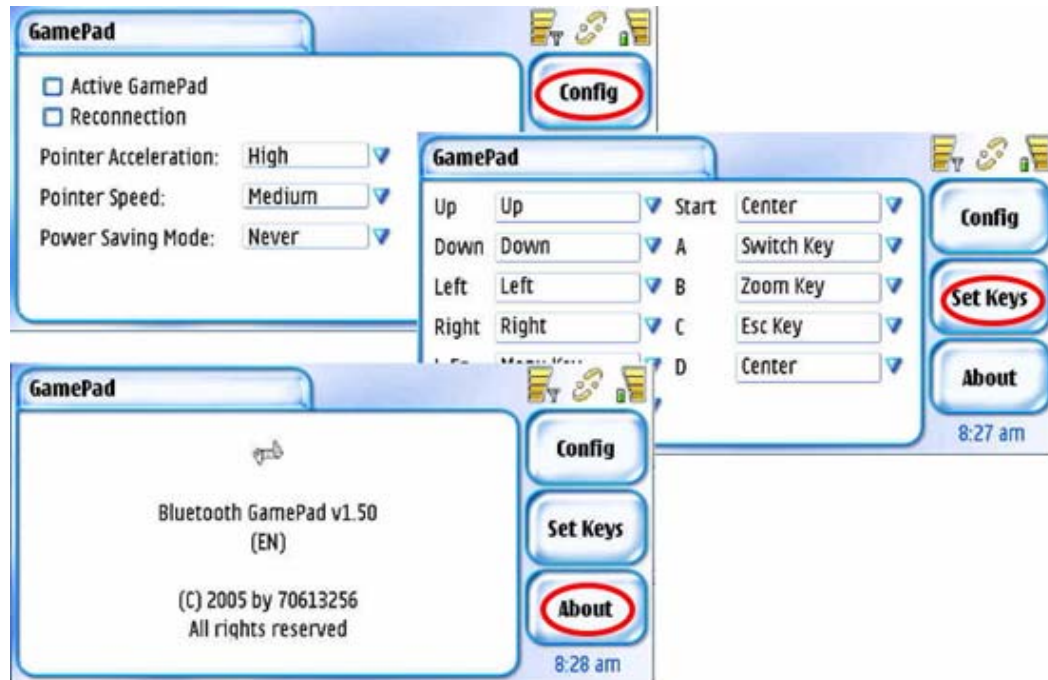 GamePad
Active GamePad
Reconnection
Pointer Acceleration: High
Pointer Speed: Medium
Power Saving Mode: Never
Config
GamePad
Up Up Start Center
Down Down A Switch Key
Left Left B Zoom Key
Right Right C Esc Key
D Center
Config
Set Keys
About
8:27 am
GamePad
Bluetooth GamePad v1.50
(EN)
(C) 2005 by 70613256
All rights reserved
Config
Set Keys
About
8:28 am